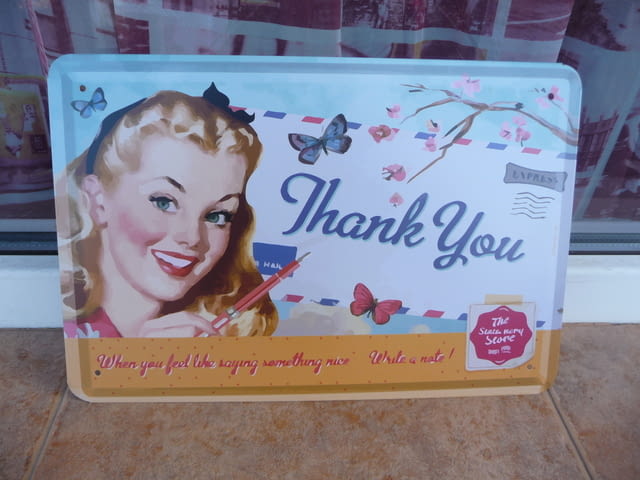 EXPRESS
Thank You
The
Stationery
Store
When you feel like saying something nice Write a note!